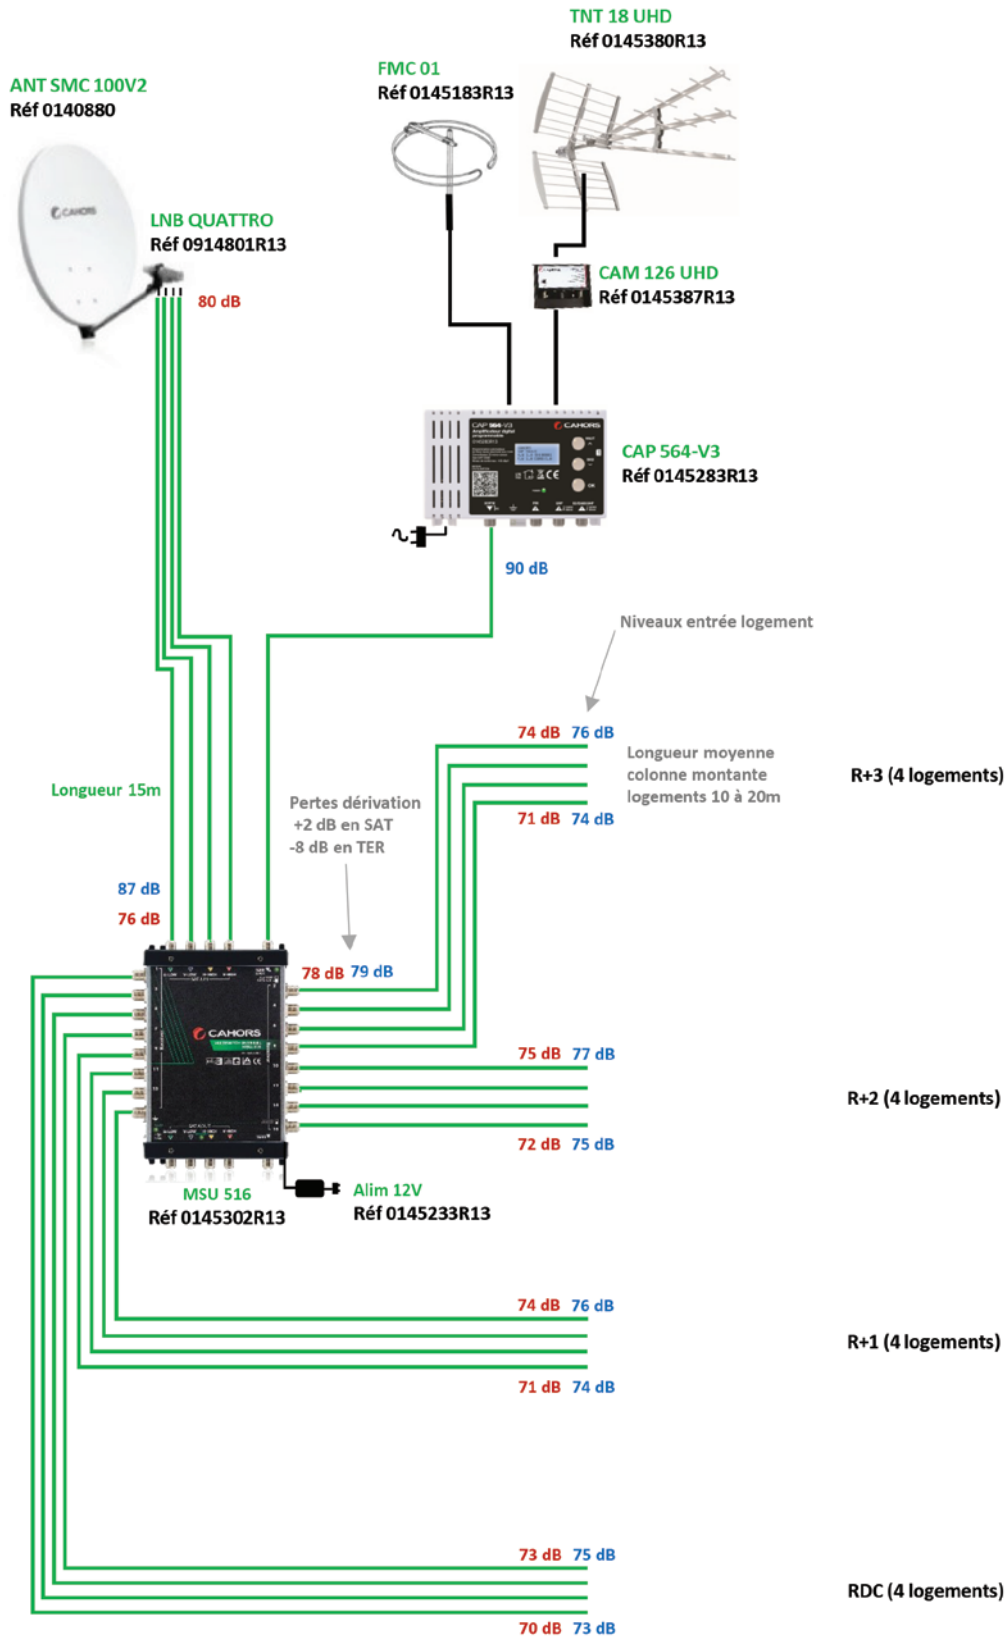 TNT 18 UHD
Réf 0145380R13
FMC 01
Réf 0145183R13
ANT SMC 100V2
Réf 0140880
CAHORS
LNB QUATTRO
Réf 0914801R13
80 dB
CAM 126 UHD
Réf 0145387R13
CAP 564-V3
CAHORS
CAP 564-V3
Réf 0145283R13
90 dB
Niveaux entrée logement
74 dB 76 dB
Longueur moyenne
colonne montante
logements 10 à 20m
R+3 (4 logements)
71 dB 74 dB
Longueur 15m
Pertes dérivation
+2 dB en SAT
-8 dB en TER
87 dB
76 dB
78 dB 79 dB
CAHORS
75 dB 77 dB
R+2 (4 logements)
72 dB 75 dB
MSU 516
Réf 0145302R13
Alim 12V
Réf 0145233R13
74 dB 76 dB
R+1 (4 logements)
71 dB 74 dB
73 dB 75 dB
RDC (4 logements)
70 dB 73 dB